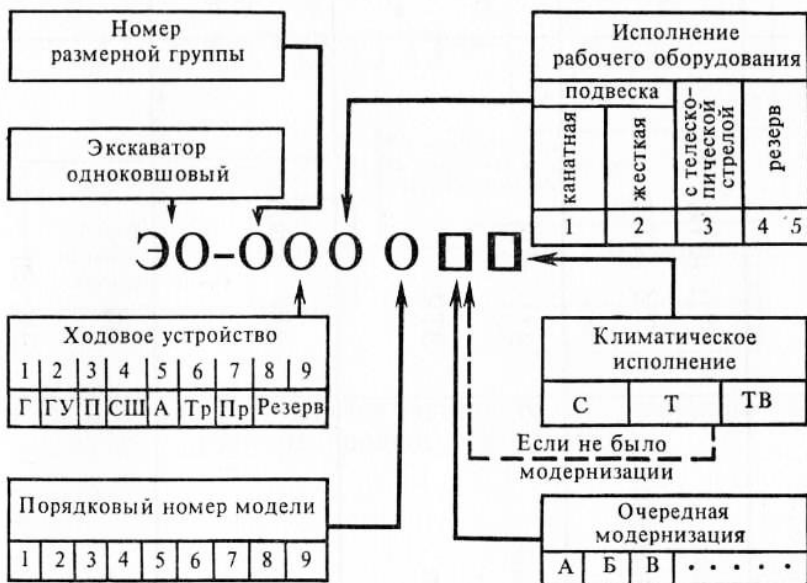 Номер
размерной группы
Экскаватор
одноковшовый
Исполнение
рабочего оборудования
подвеска
канатная
жесткая
с телеско-
пической
стрелой
резерв
1 2 3 4 5
ЭО-ОООО□□
Ходовое устройство
1 2 3 4 5 6 7 8 9
Г ГУ П СШ А Тр Пр Резерв
Климатическое
исполнение
С Т ТВ
Если не было
модернизации
Порядковый номер модели
1 2 3 4 5 6 7 8 9
Очередная
модернизация
А Б В . . . . .